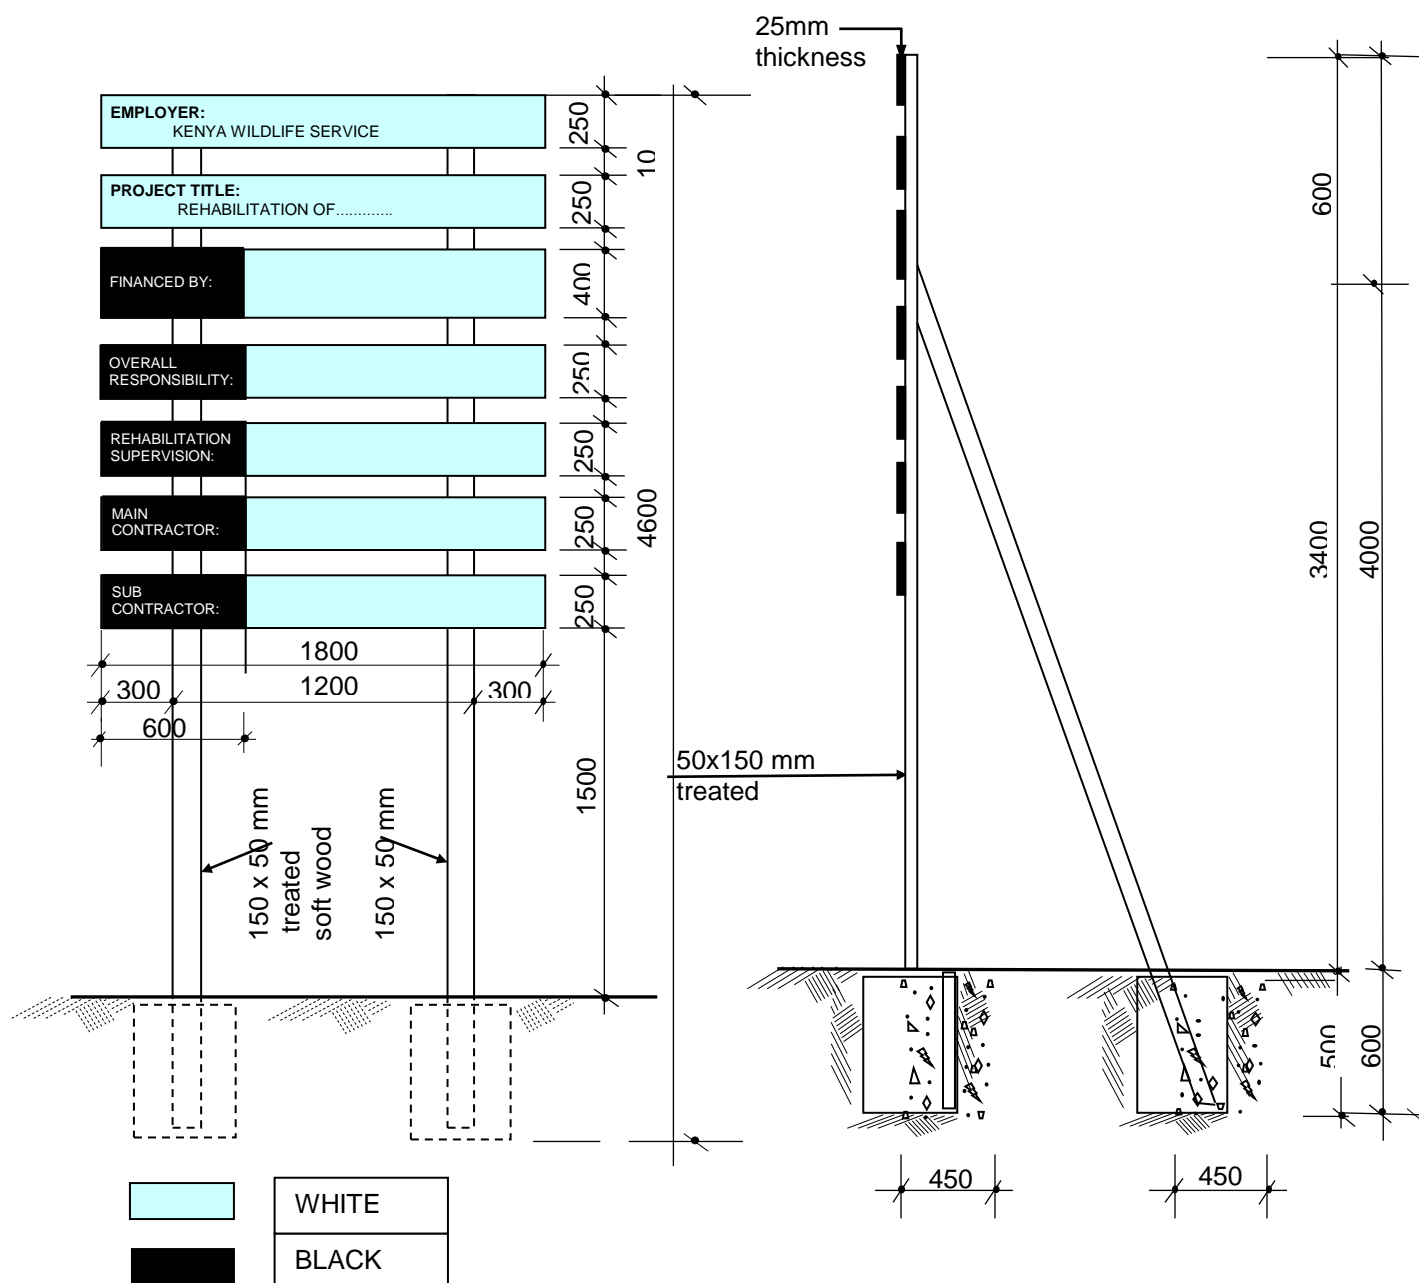 25mm
thickness
EMPLOYER:
KENYA WILDLIFE SERVICE
250
10
PROJECT TITLE:
REHABILITATION OF.............
250
600
FINANCED BY:
400
OVERALL
RESPONSIBILITY:
250
REHABILITATION
SUPERVISION:
250
MAIN
CONTRACTOR:
250
4600
3400
4000
SUB
CONTRACTOR:
250
1800
300
1200
300
600
1500
50x150 mm
treated
150 x 50 mm
treated
soft wood
150 x 50 mm
500
600
450
450
WHITE
BLACK